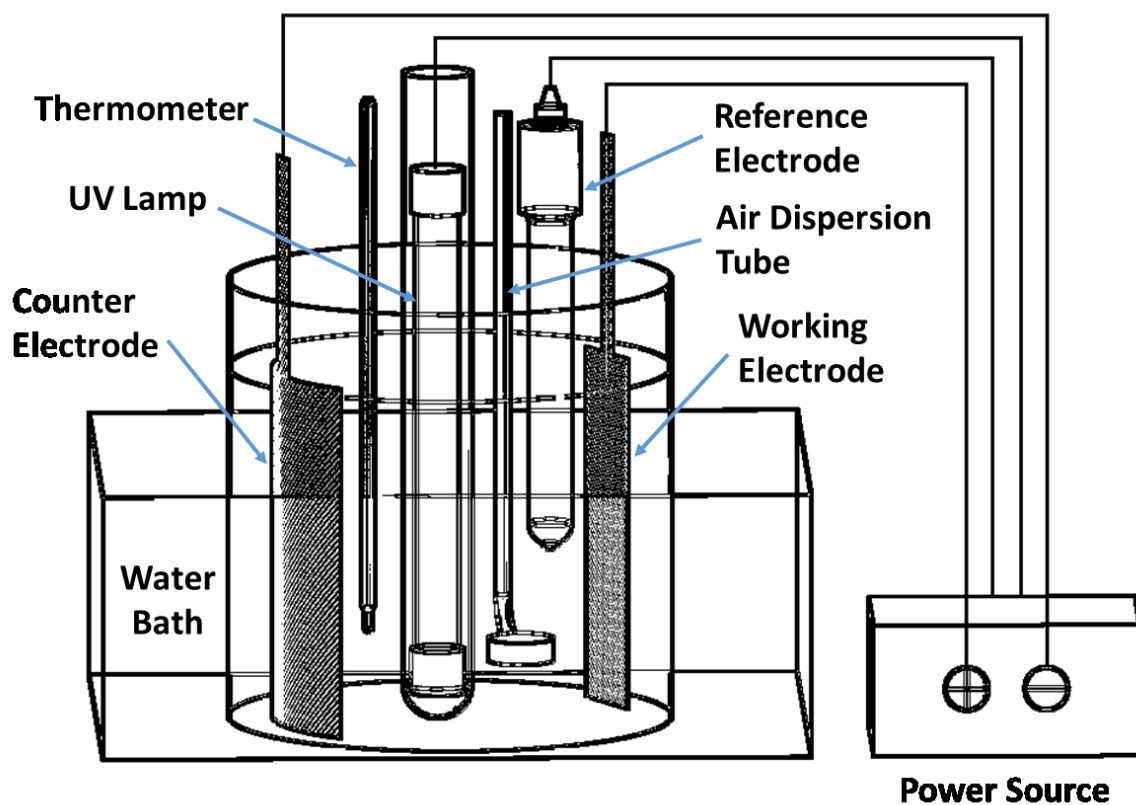 Thermometer
UV Lamp
Counter
Electrode
Water
Bath
Reference
Electrode
Air Dispersion
Tube
Working
Electrode
Power Source